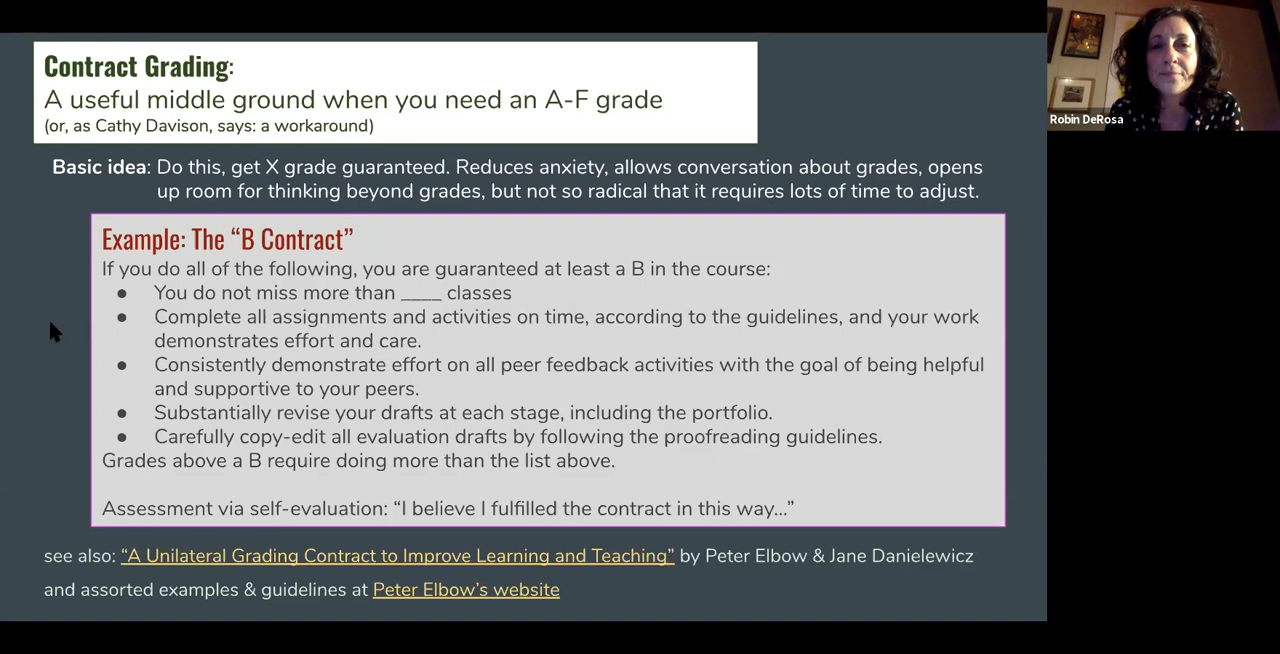 Contract Grading:
A useful middle ground when you need an A-F grade
(or, as Cathy Davison, says: a workaround)
Basic idea: Do this, get X grade guaranteed. Reduces anxiety, allows conversation about grades, opens
up room for thinking beyond grades, but not so radical that it requires lots of time to adjust.
Example: The “B Contract”
If you do all of the following, you are guaranteed at least a B in the course:
● You do not miss more than ____ classes
● Complete all assignments and activities on time, according to the guidelines, and your work
demonstrates effort and care.
● Consistently demonstrate effort on all peer feedback activities with the goal of being helpful
and supportive to your peers.
● Substantially revise your drafts at each stage, including the portfolio.
● Carefully copy-edit all evaluation drafts by following the proofreading guidelines.
Grades above a B require doing more than the list above.
Assessment via self-evaluation: “I believe I fulfilled the contract in this way...”
see also: “A Unilateral Grading Contract to Improve Learning and Teaching” by Peter Elbow & Jane Danielewicz
and assorted examples & guidelines at Peter Elbow’s website
Robin DeRosa